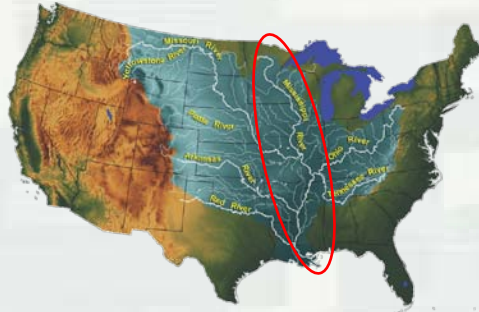 Missouri River
Yellowstone River
Mississippi River
Platte River
Ohio River
Arkansas River
Tennessee River
Red River